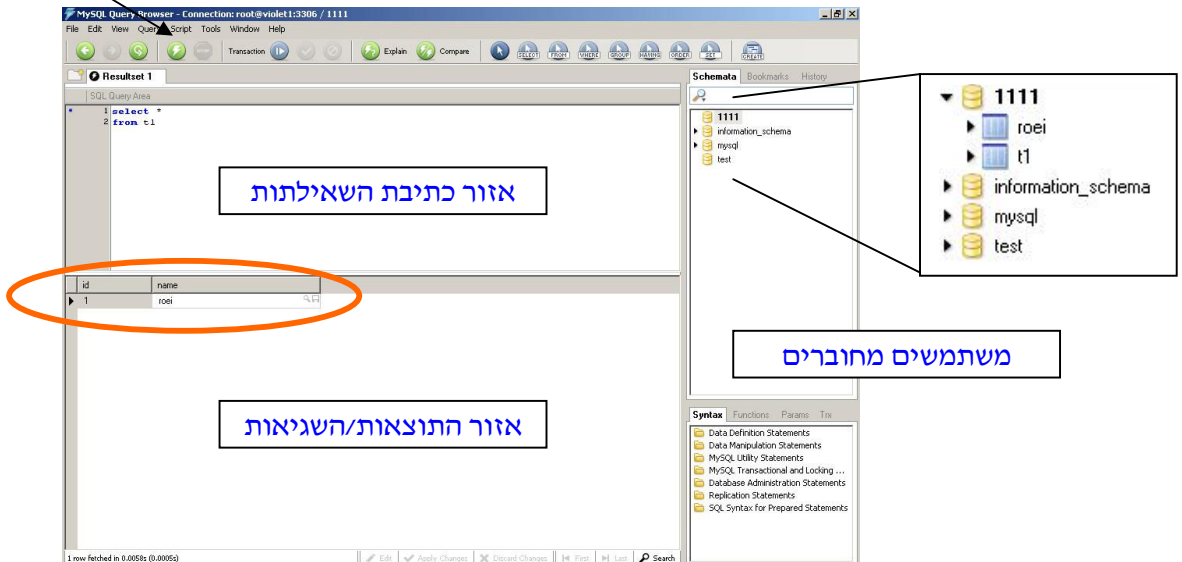 MySQL Query Browser - Connection: root@violet1:3306 / 1111
File Edit View Query Script Tools Window Help
Transaction Explain Compare SELECT FROM WHERE GROUP HAVING ORDER SET CREATE
Resultset 1
SQL Query Area
1 select *
2 from t1
אזור כתיבת השאילתות
id name
1 roei
אזור התוצאות/השגיאות
1 row fetched in 0.0058s (0.0005s)
Edit Apply Changes Discard Changes First Last Search
Schemata Bookmarks History
1111
information_schema
mysql
test
1111
roei
t1
information_schema
mysql
test
משתמשים מחוברים
Syntax Functions Params Trx
Data Definition Statements
Data Manipulation Statements
MySQL Utility Statements
MySQL Transactional and Locking ...
Database Administration Statements
Replication Statements
SQL Syntax for Prepared Statements